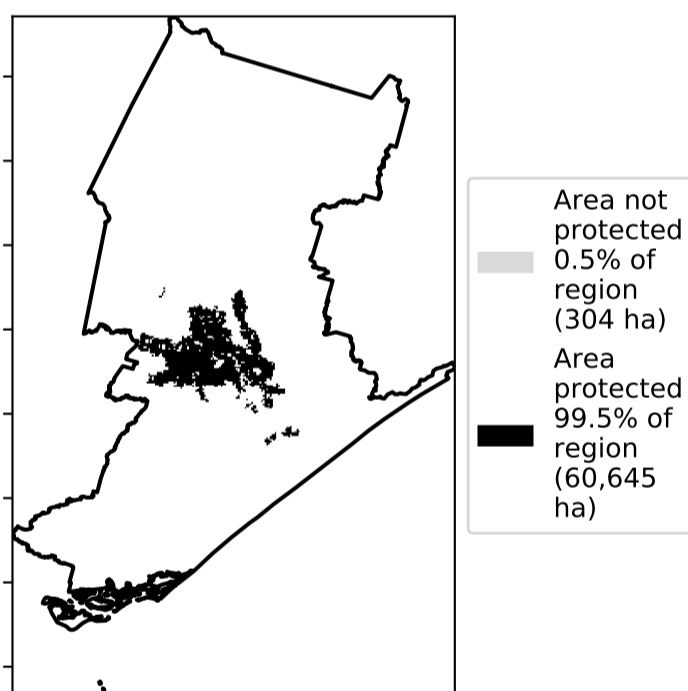 Area not
protected
0.5% of
region
(304 ha)
Area
protected
99.5% of
region
(60,645
ha)